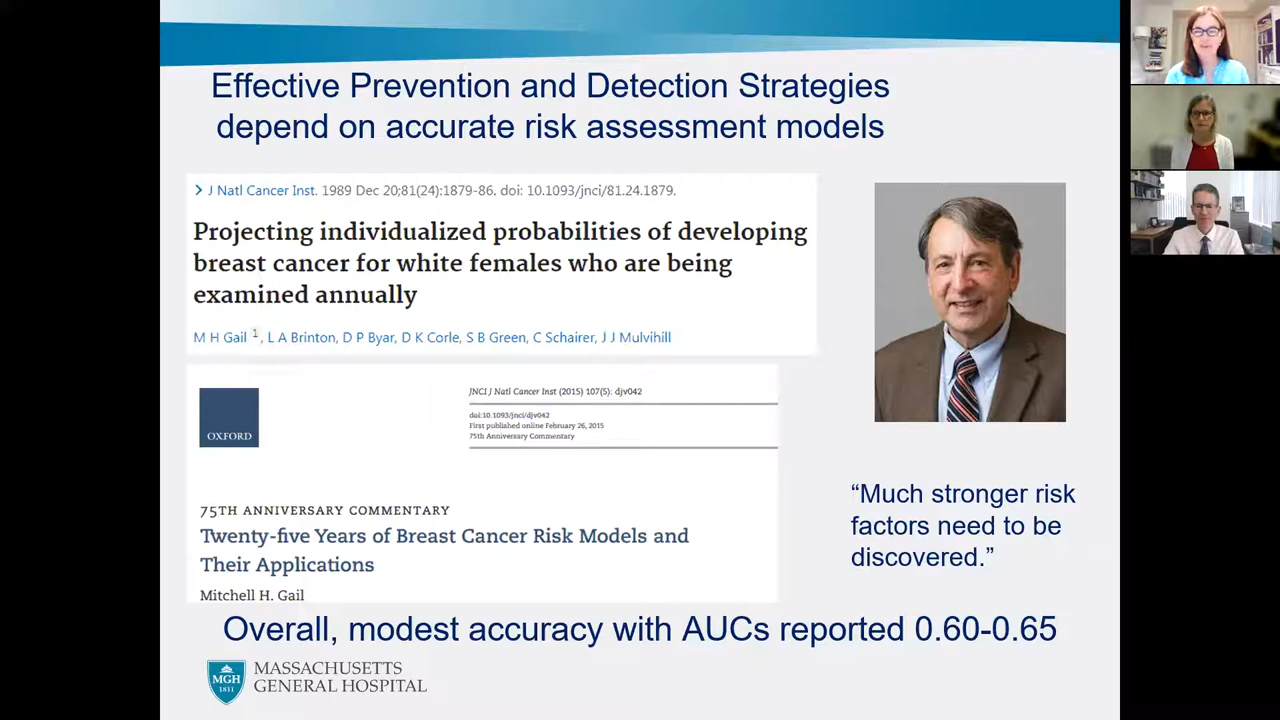 Effective Prevention and Detection Strategies
depend on accurate risk assessment models
J Natl Cancer Inst. 1989 Dec 20;81(24):1879-86. doi: 10.1093/jnci/81.24.1879.
Projecting individualized probabilities of developing
breast cancer for white females who are being
examined annually
M H Gail 1, L A Brinton, D P Byar, D K Corle, S B Green, C Schairer, J J Mulvihill
OXFORD
JNCI J Natl Cancer Inst (2015) 107(5): djv042
doi:10.1093/jnci/djv042
First published online February 26, 2015
75th Anniversary Commentary
75TH ANNIVERSARY COMMENTARY
Twenty-five Years of Breast Cancer Risk Models and
Their Applications
Mitchell H. Gail
“Much stronger risk
factors need to be
discovered.”
Overall, modest accuracy with AUCs reported 0.60-0.65
MGH
1811
MASSACHUSETTS
GENERAL HOSPITAL